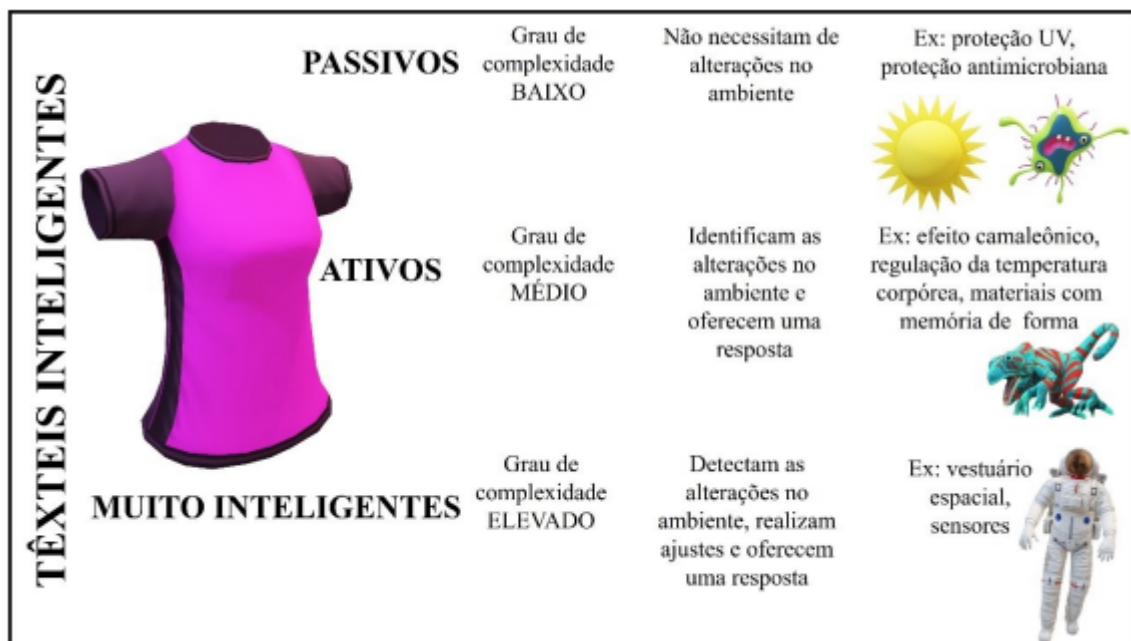 TÊXTEIS INTELIGENTES
PASSIVOS
Grau de
complexidade
BAIXO
Não necessitam de
alterações no
ambiente
Ex: proteção UV,
proteção antimicrobiana
ATIVOS
Grau de
complexidade
MÉDIO
Identificam as
alterações no
ambiente e
oferecem uma
resposta
Ex: efeito camaleônico,
regulação da temperatura
corpórea, materiais com
memória de forma
MUITO INTELIGENTES
Grau de
complexidade
ELEVADO
Detectam as
alterações no
ambiente, realizam
ajustes e oferecem
uma resposta
Ex: vestuário
espacial,
sensores